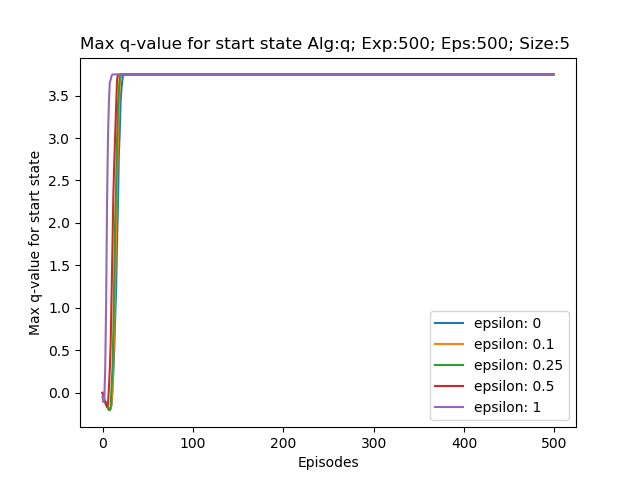 Max q-value for start state Alg:q; Exp:500; Eps:500; Size:5
Max q-value for start state
3.5
3.0
2.5
2.0
1.5
1.0
0.5
0.0
epsilon: 0
epsilon: 0.1
epsilon: 0.25
epsilon: 0.5
epsilon: 1
0 100 200 300 400 500
Episodes